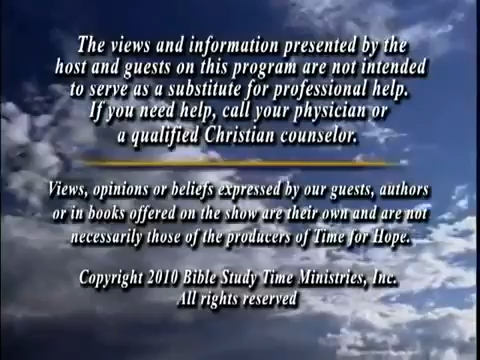 The views and information presented by the
host and guests on this program are not intended
to serve as a substitute for professional help.
If you need help, call your physician or
a qualified Christian counselor.
Views, opinions or beliefs expressed by our guests, authors
or in books offered on the show are their own and are not
necessarily those of the producers of Time for Hope.
Copyright 2010 Bible Study Time Ministries, Inc.
All rights reserved